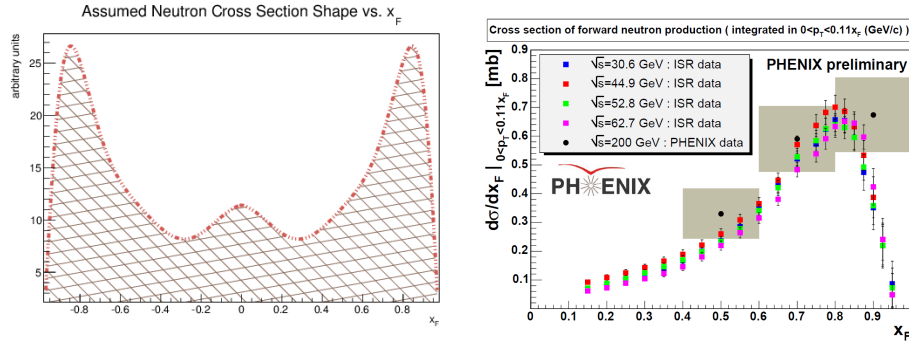 Assumed Neutron Cross Section Shape vs. x_F
arbitrary units
25
20
15
10
5
-0.8 -0.6 -0.4 -0.2 0 0.2 0.4 0.6 0.8
x_F
Cross section of forward neutron production ( integrated in 0<p_T<0.11x_F (GeV/c) )
dσ/dx_F |_0<p_T<0.11x_F [mb]
0.9
0.8
0.7
0.6
0.5
0.4
0.3
0.2
0.1
√s=30.6 GeV : ISR data
√s=44.9 GeV : ISR data
√s=52.8 GeV : ISR data
√s=62.7 GeV : ISR data
√s=200 GeV : PHENIX data
PHENIX preliminary
PHENIX
0 0.1 0.2 0.3 0.4 0.5 0.6 0.7 0.8 0.9 1
x_F